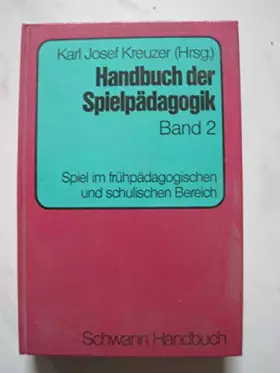 Karl Josef Kreuzer (Hrsg.)
Handbuch der
Spielpädagogik
Band 2
Spiel im frühpädagogischen
und schulischen Bereich
Schwann Handbuch